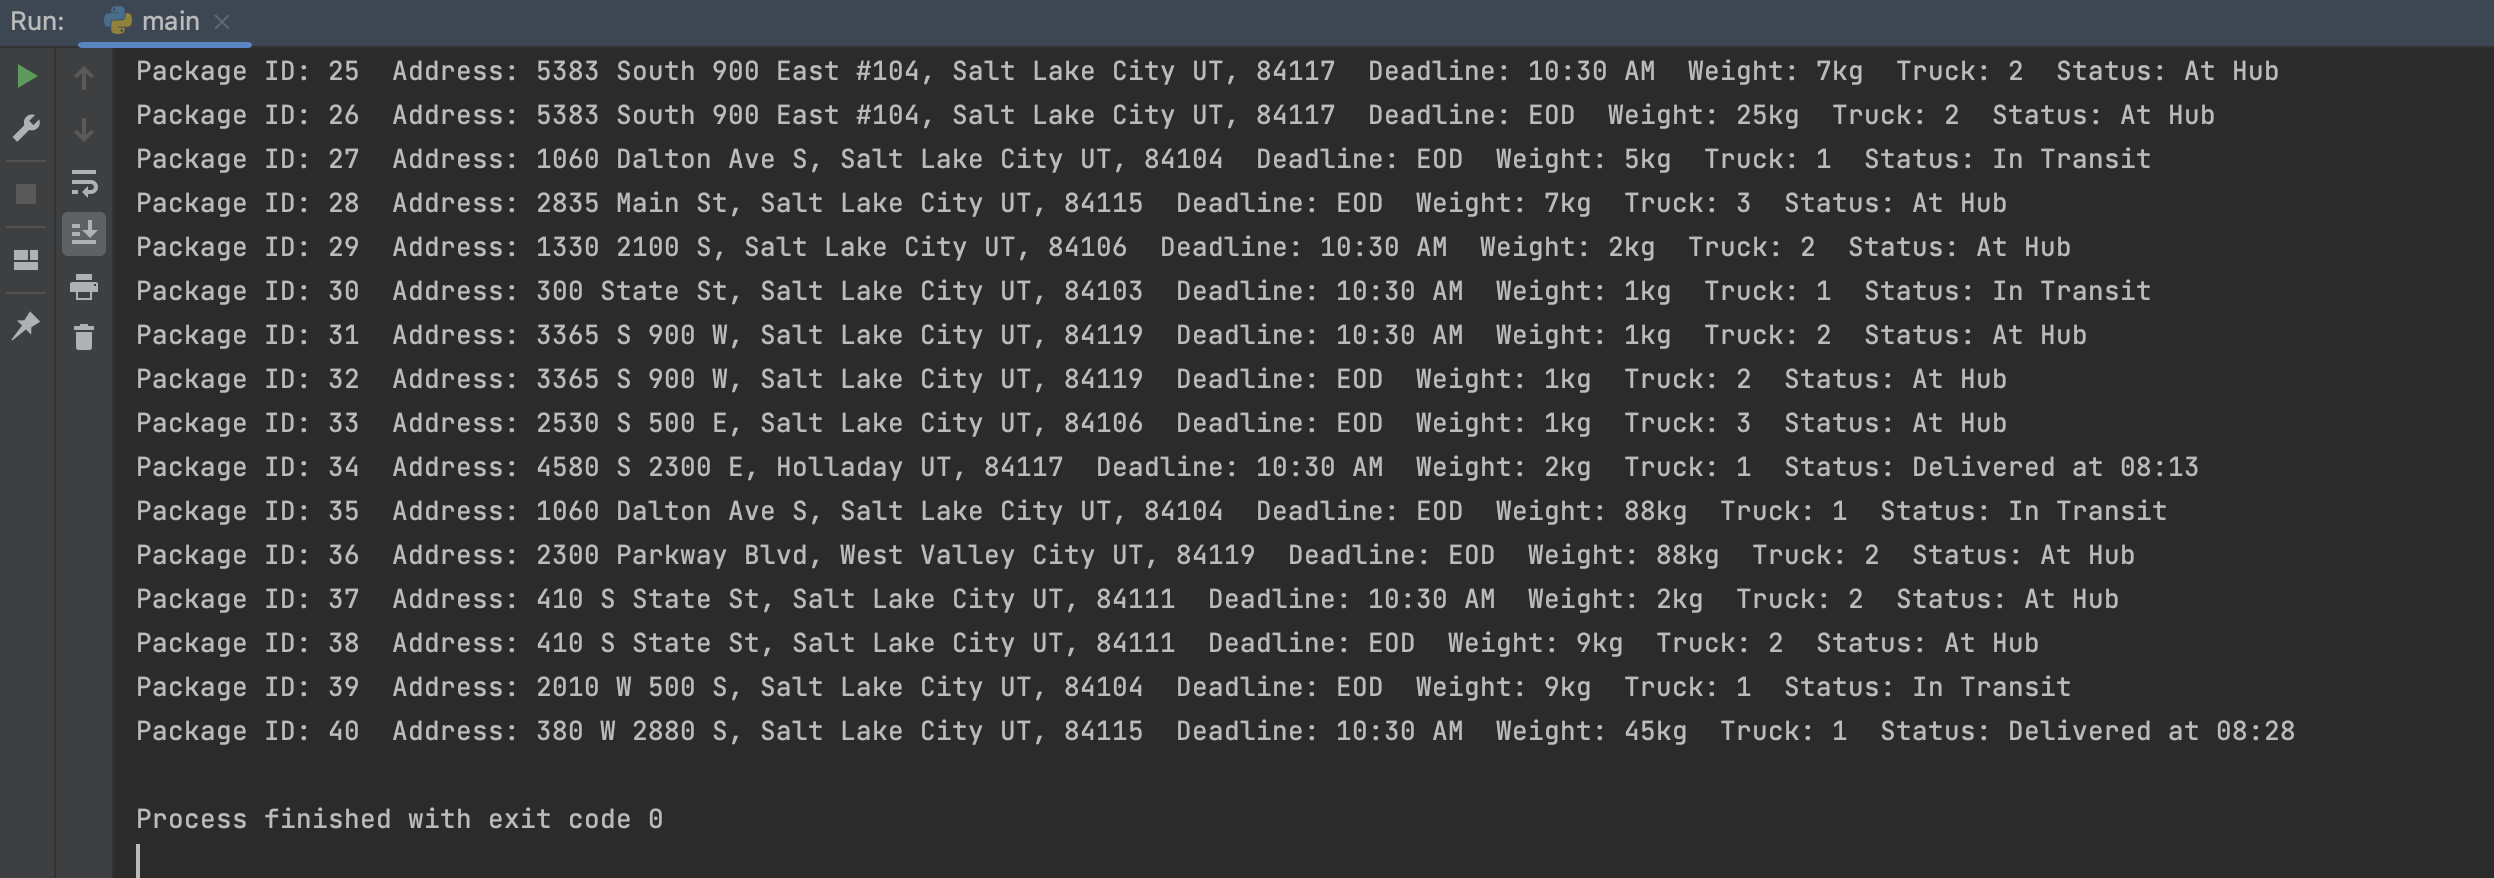 Run: main
Package ID: 25  Address: 5383 South 900 East #104, Salt Lake City UT, 84117  Deadline: 10:30 AM  Weight: 7kg  Truck: 2  Status: At Hub
Package ID: 26  Address: 5383 South 900 East #104, Salt Lake City UT, 84117  Deadline: EOD  Weight: 25kg  Truck: 2  Status: At Hub
Package ID: 27  Address: 1060 Dalton Ave S, Salt Lake City UT, 84104  Deadline: EOD  Weight: 5kg  Truck: 1  Status: In Transit
Package ID: 28  Address: 2835 Main St, Salt Lake City UT, 84115  Deadline: EOD  Weight: 7kg  Truck: 3  Status: At Hub
Package ID: 29  Address: 1330 2100 S, Salt Lake City UT, 84106  Deadline: 10:30 AM  Weight: 2kg  Truck: 2  Status: At Hub
Package ID: 30  Address: 300 State St, Salt Lake City UT, 84103  Deadline: 10:30 AM  Weight: 1kg  Truck: 1  Status: In Transit
Package ID: 31  Address: 3365 S 900 W, Salt Lake City UT, 84119  Deadline: 10:30 AM  Weight: 1kg  Truck: 2  Status: At Hub
Package ID: 32  Address: 3365 S 900 W, Salt Lake City UT, 84119  Deadline: EOD  Weight: 1kg  Truck: 2  Status: At Hub
Package ID: 33  Address: 2530 S 500 E, Salt Lake City UT, 84106  Deadline: EOD  Weight: 1kg  Truck: 3  Status: At Hub
Package ID: 34  Address: 4580 S 2300 E, Holladay UT, 84117  Deadline: 10:30 AM  Weight: 2kg  Truck: 1  Status: Delivered at 08:13
Package ID: 35  Address: 1060 Dalton Ave S, Salt Lake City UT, 84104  Deadline: EOD  Weight: 88kg  Truck: 1  Status: In Transit
Package ID: 36  Address: 2300 Parkway Blvd, West Valley City UT, 84119  Deadline: EOD  Weight: 88kg  Truck: 2  Status: At Hub
Package ID: 37  Address: 410 S State St, Salt Lake City UT, 84111  Deadline: 10:30 AM  Weight: 2kg  Truck: 2  Status: At Hub
Package ID: 38  Address: 410 S State St, Salt Lake City UT, 84111  Deadline: EOD  Weight: 9kg  Truck: 2  Status: At Hub
Package ID: 39  Address: 2010 W 500 S, Salt Lake City UT, 84104  Deadline: EOD  Weight: 9kg  Truck: 1  Status: In Transit
Package ID: 40  Address: 380 W 2880 S, Salt Lake City UT, 84115  Deadline: 10:30 AM  Weight: 45kg  Truck: 1  Status: Delivered at 08:28
Process finished with exit code 0